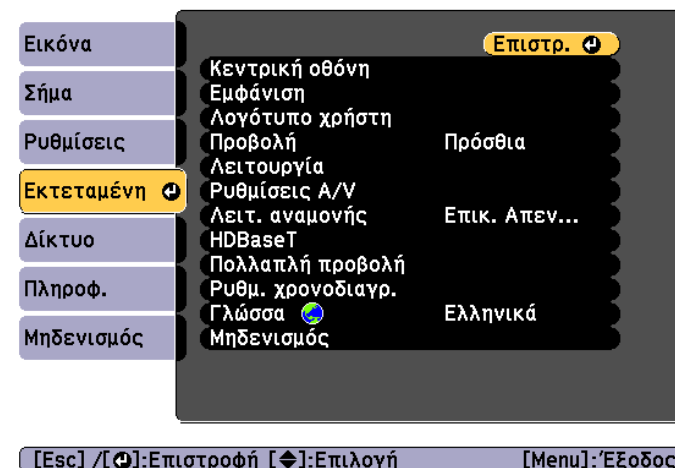 Εικόνα
Σήμα
Ρυθμίσεις
Εκτεταμένη
Δίκτυο
Πληροφ.
Μηδενισμός
Επιστρ.
Κεντρική οθόνη
Εμφάνιση
Λογότυπο χρήστη
Προβολή Πρόσθια
Λειτουργία
Ρυθμίσεις A/V
Λειτ. αναμονής Επικ. Απεν...
HDBaseT
Πολλαπλή προβολή
Ρυθμ. χρονοδιαγρ.
Γλώσσα Ελληνικά
Μηδενισμός
[Esc] /[ ]:Επιστροφή [ ]:Επιλογή [Menu]:Έξοδος